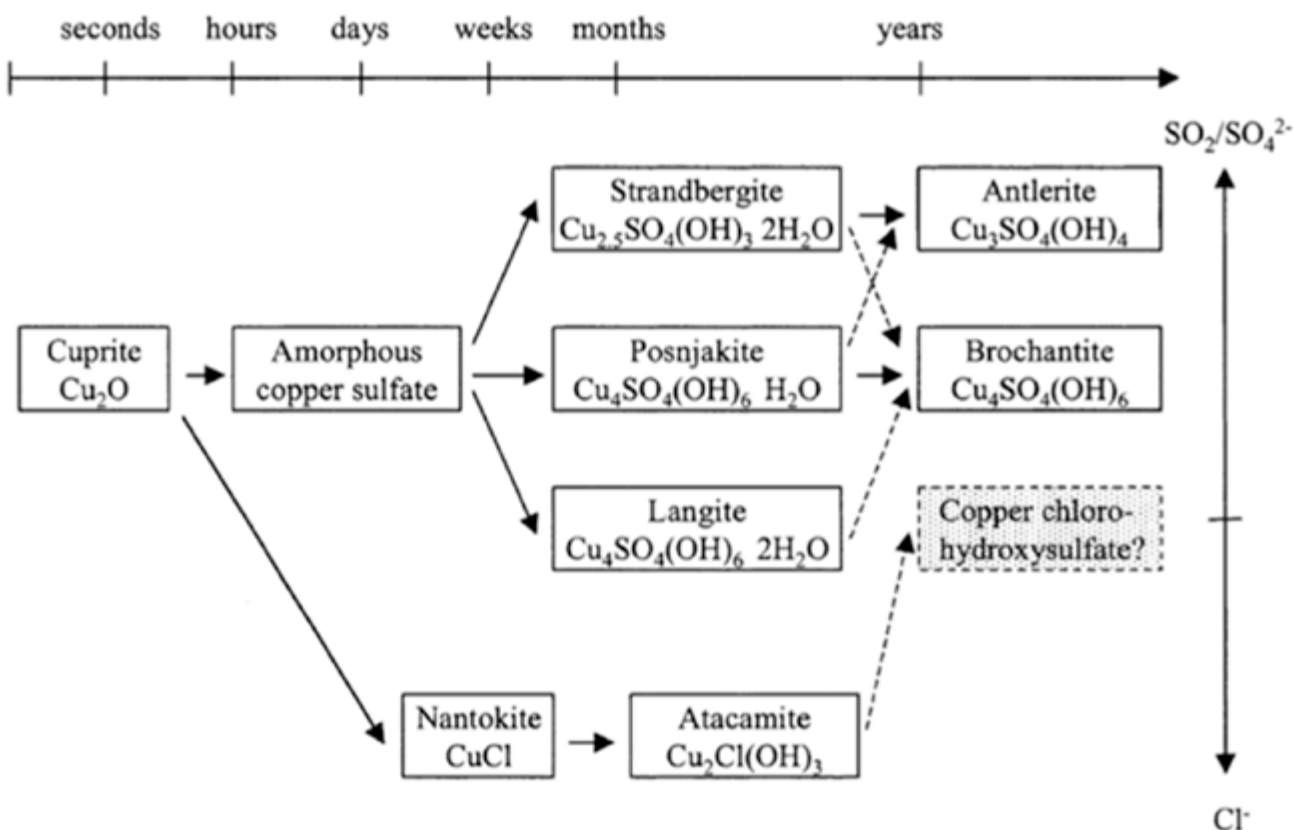 seconds hours days weeks months years
SO₂/SO₄²⁻
Strandbergite
Cu₂.₅SO₄(OH)₃ 2H₂O
Antlerite
Cu₃SO₄(OH)₄
Cuprite
Cu₂O
Amorphous
copper sulfate
Posnjakite
Cu₄SO₄(OH)₆ H₂O
Brochantite
Cu₄SO₄(OH)₆
Langite
Cu₄SO₄(OH)₆ 2H₂O
Copper chloro-
hydroxysulfate?
Nantokite
CuCl
Atacamite
Cu₂Cl(OH)₃
Cl⁻